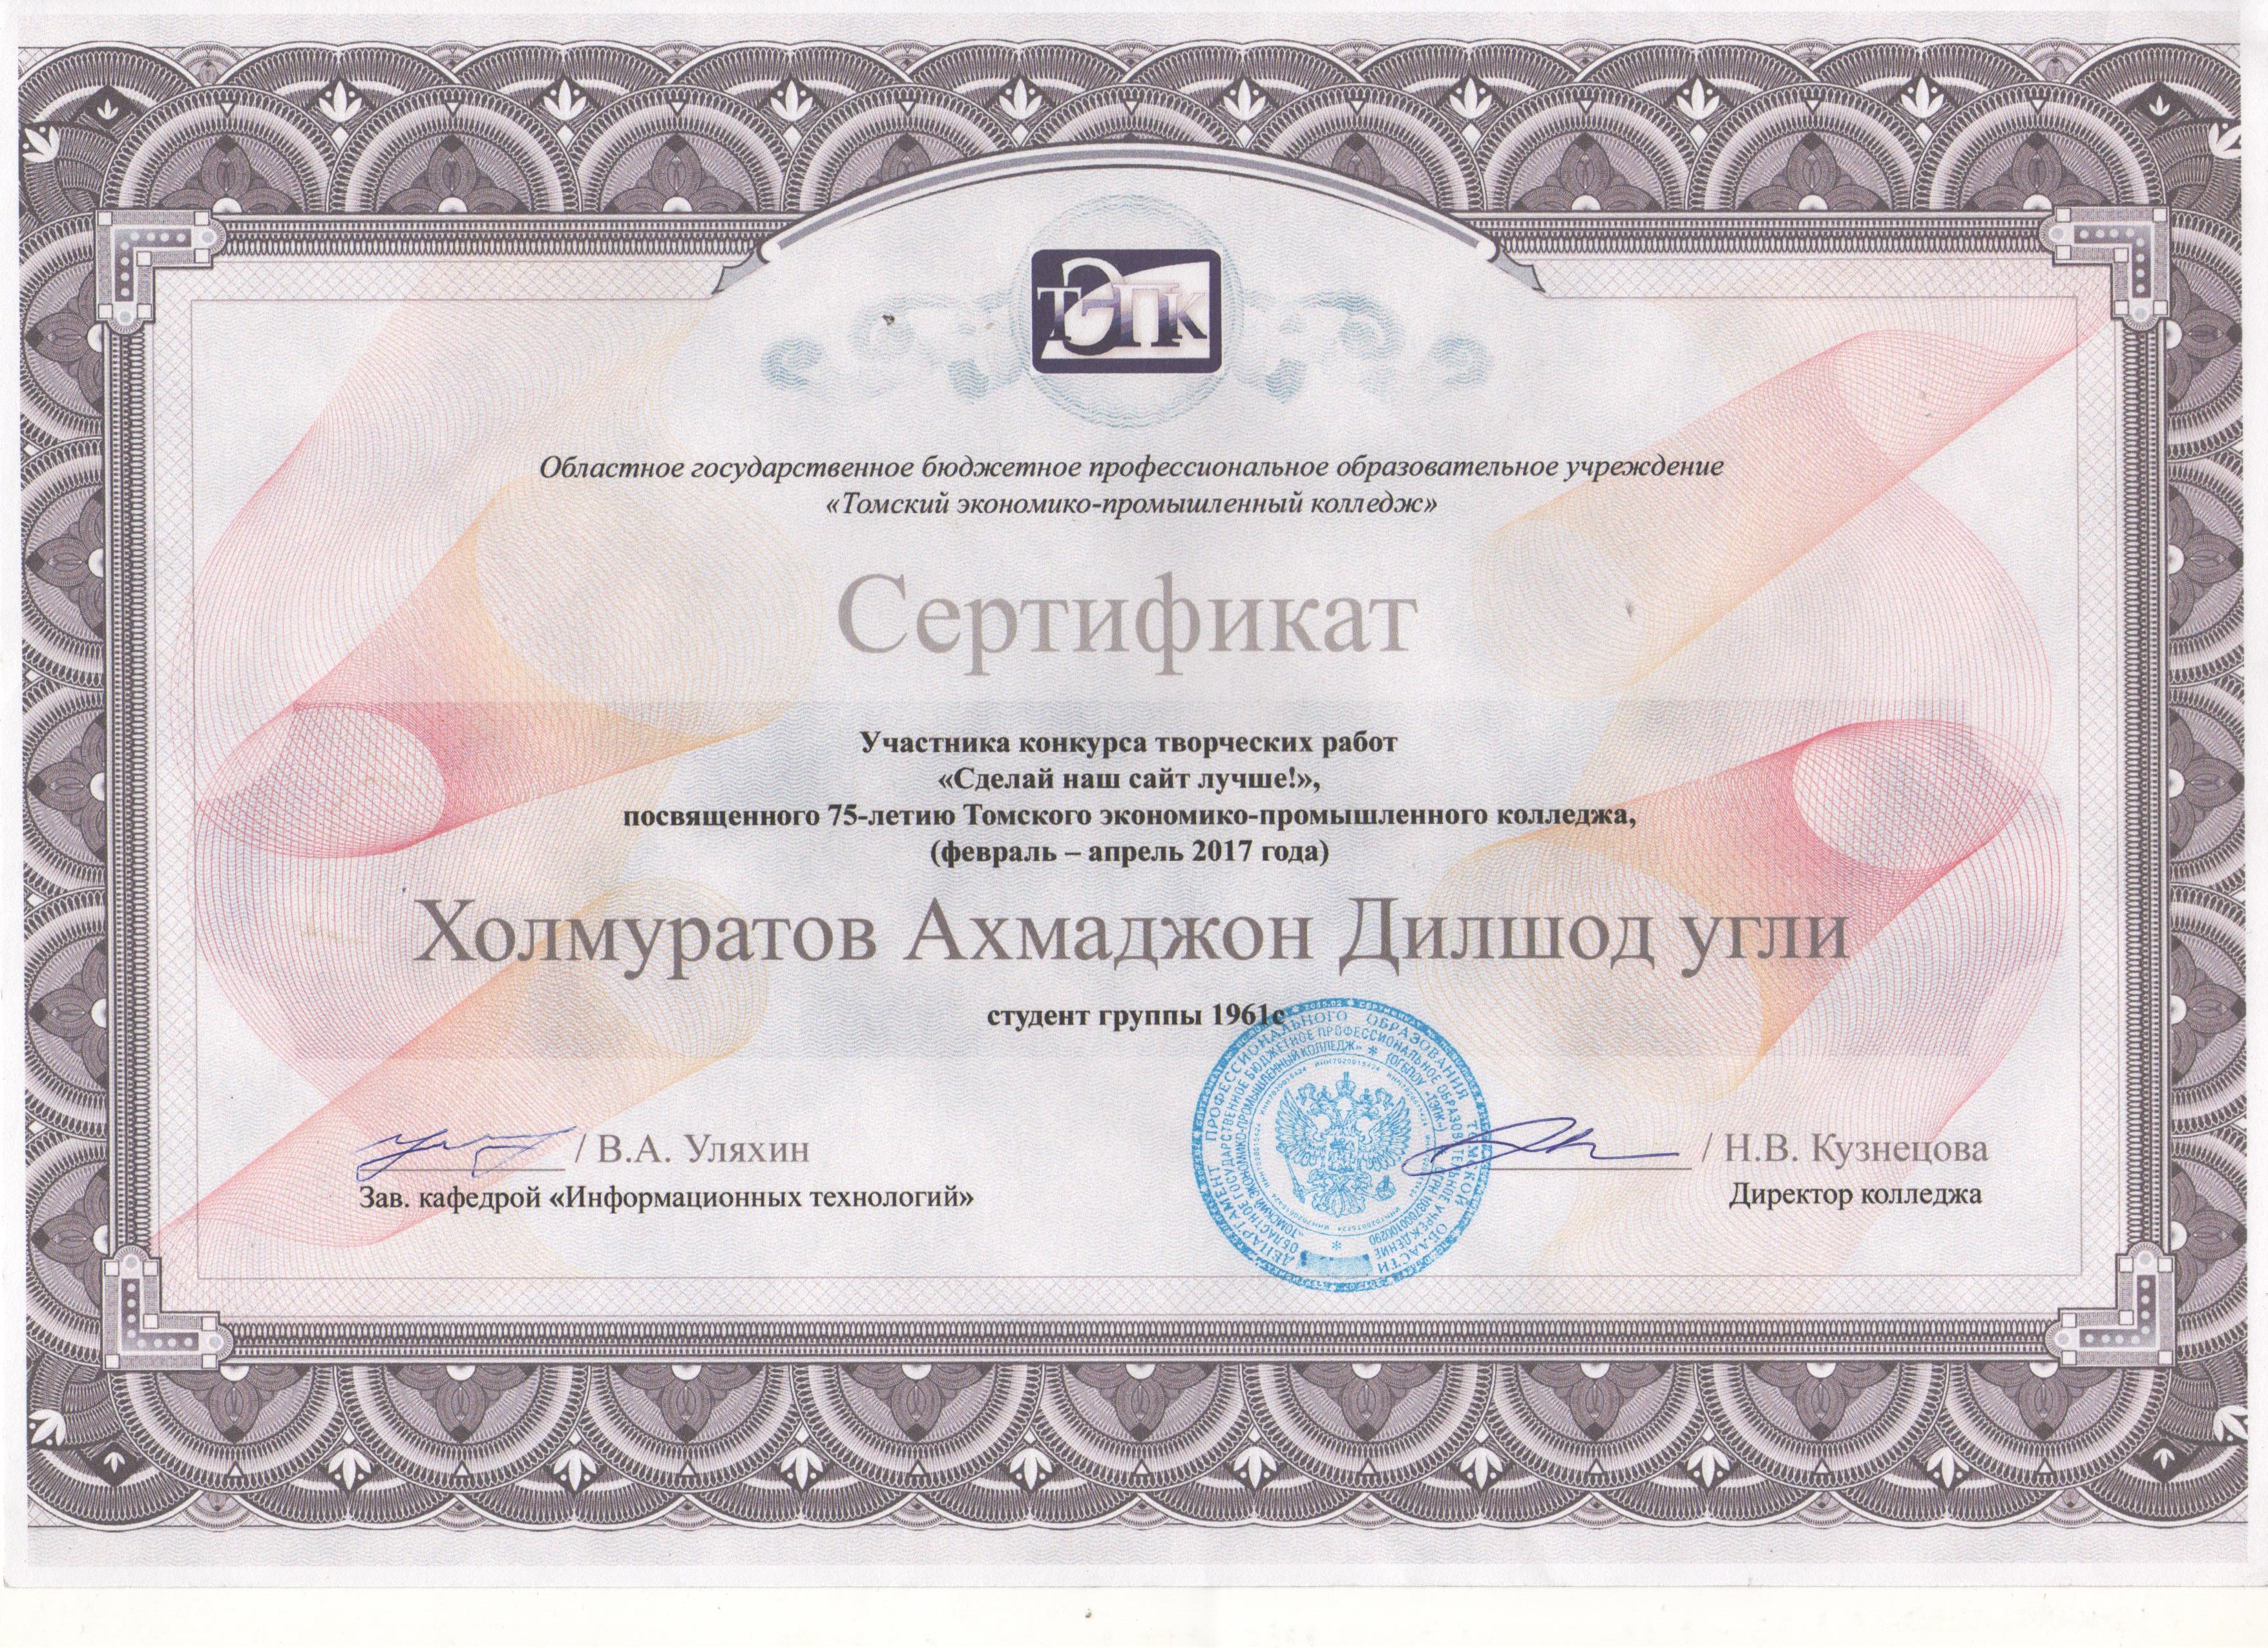 ТЭПК
Областное государственное бюджетное профессиональное образовательное учреждение
«Томский экономико-промышленный колледж»
Сертификат
Участника конкурса творческих работ
«Сделай наш сайт лучше!»,
посвященного 75-летию Томского экономико-промышленного колледжа,
(февраль – апрель 2017 года)
Холмуратов Ахмаджон Дилшод угли
студент группы 1961с
/ В.А. Уляхин
Зав. кафедрой «Информационных технологий»
/ Н.В. Кузнецова
Директор колледжа
ДЕПАРТАМЕНТ ПРОФЕССИОНАЛЬНОГО ОБРАЗОВАНИЯ ТОМСКОЙ ОБЛАСТИ
ОБЛАСТНОЕ ГОСУДАРСТВЕННОЕ БЮДЖЕТНОЕ ПРОФЕССИОНАЛЬНОЕ ОБРАЗОВАТЕЛЬНОЕ УЧРЕЖДЕНИЕ
«ТОМСКИЙ ЭКОНОМИКО-ПРОМЫШЛЕННЫЙ КОЛЛЕДЖ» * (ОГБПОУ «ТЭПК»)